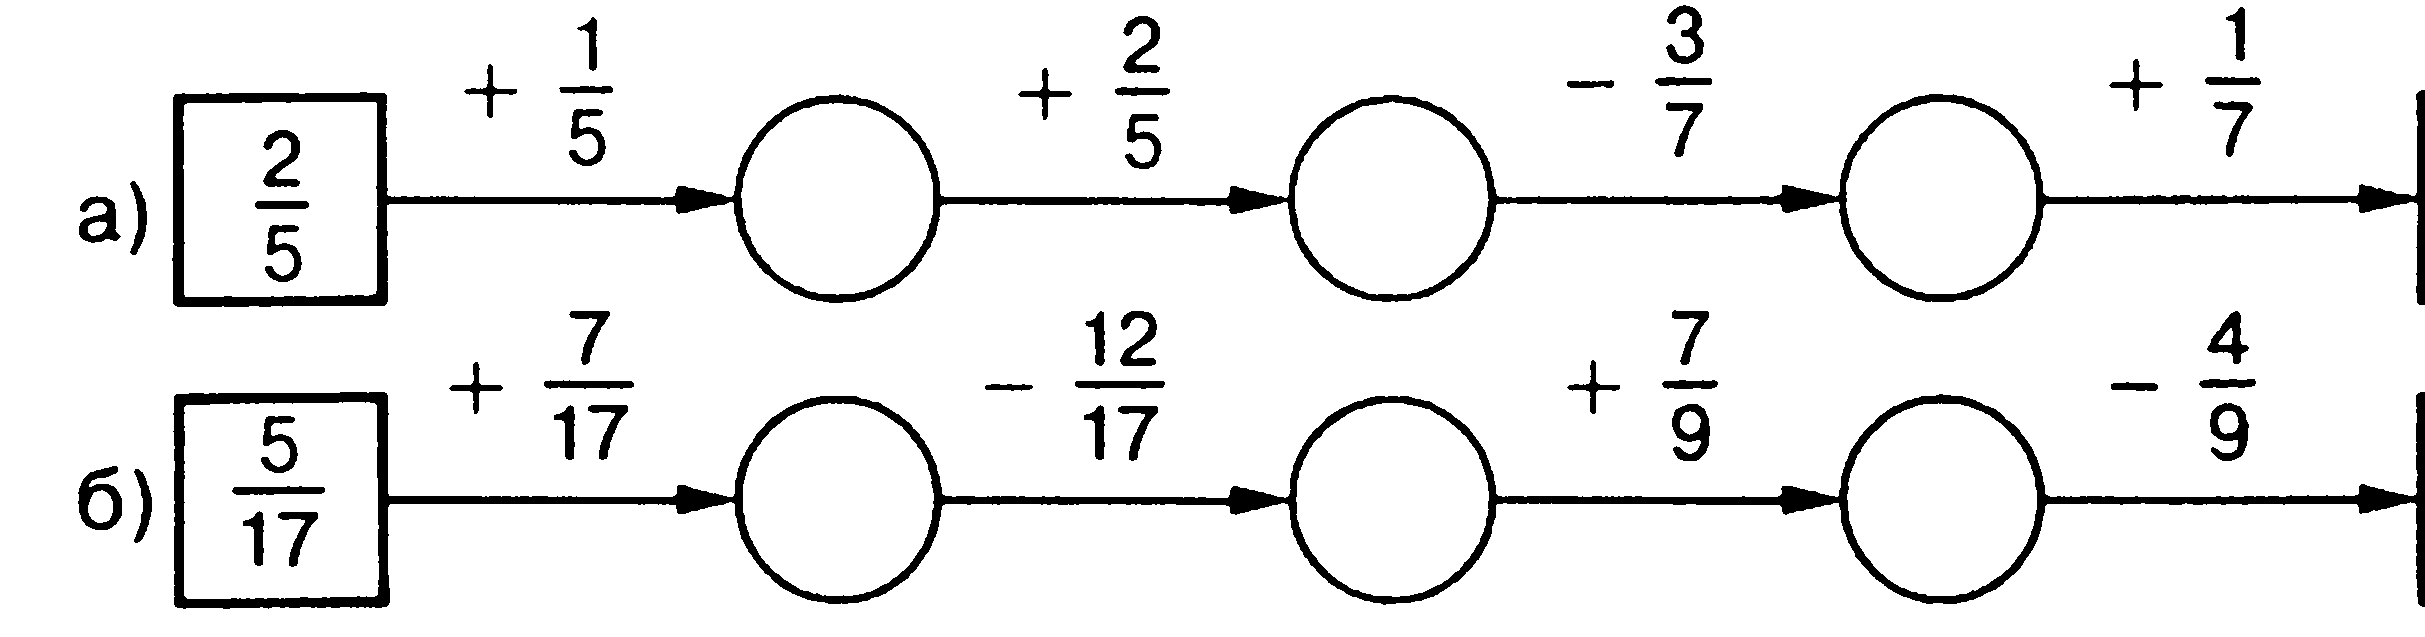 + 1/5 + 2/5 − 3/7 + 1/7
а) 2/5
+ 7/17 − 12/17 + 7/9 − 4/9
б) 5/17